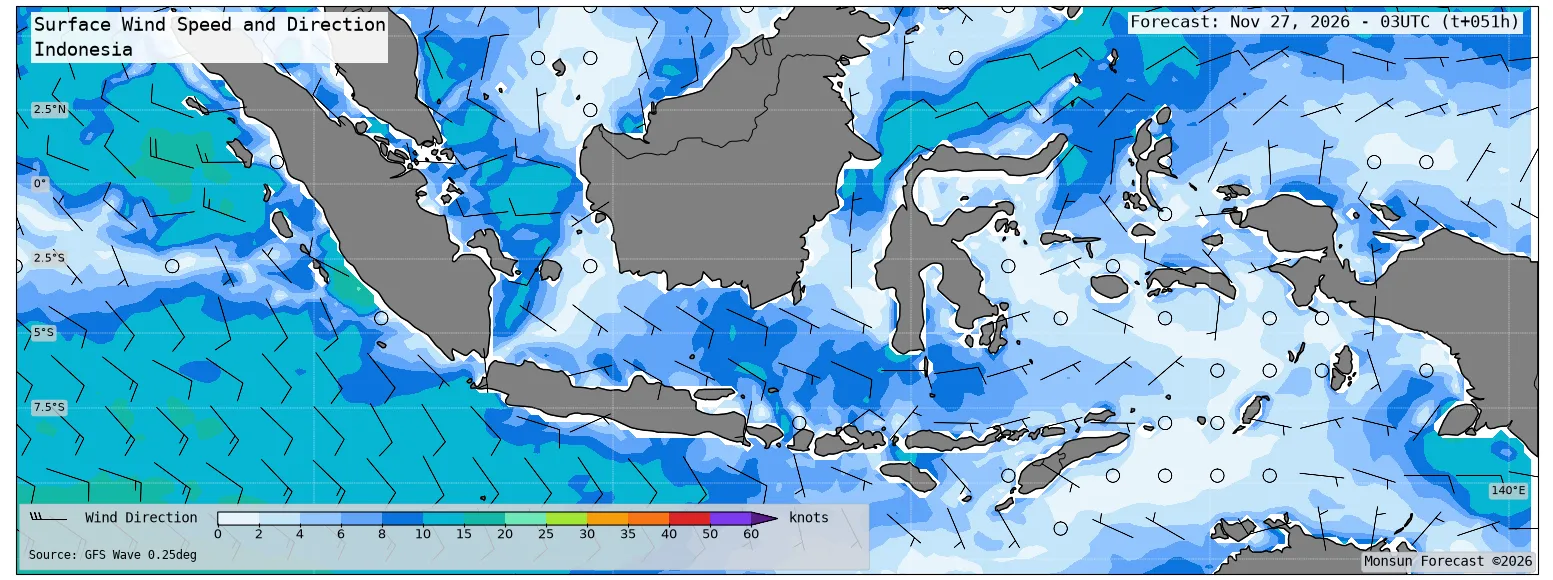 Surface Wind Speed and Direction
Indonesia
Forecast: Nov 27, 2026 - 03UTC (t+051h)
2.5°N
0°
2.5°S
5°S
7.5°S
140°E
Wind Direction
knots
0 2 4 6 8 10 15 20 25 30 35 40 50 60
Source: GFS Wave 0.25deg
Monsun Forecast ©2026